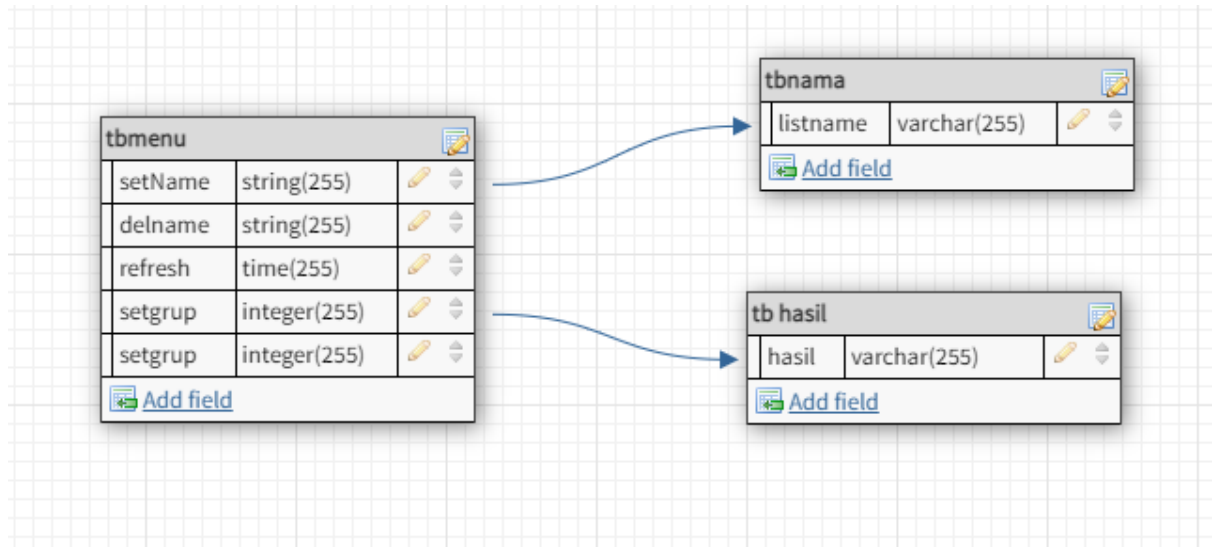 tbmenu
setName string(255)
delname string(255)
refresh time(255)
setgrup integer(255)
setgrup integer(255)
Add field
tbnama
listname varchar(255)
Add field
tb hasil
hasil varchar(255)
Add field